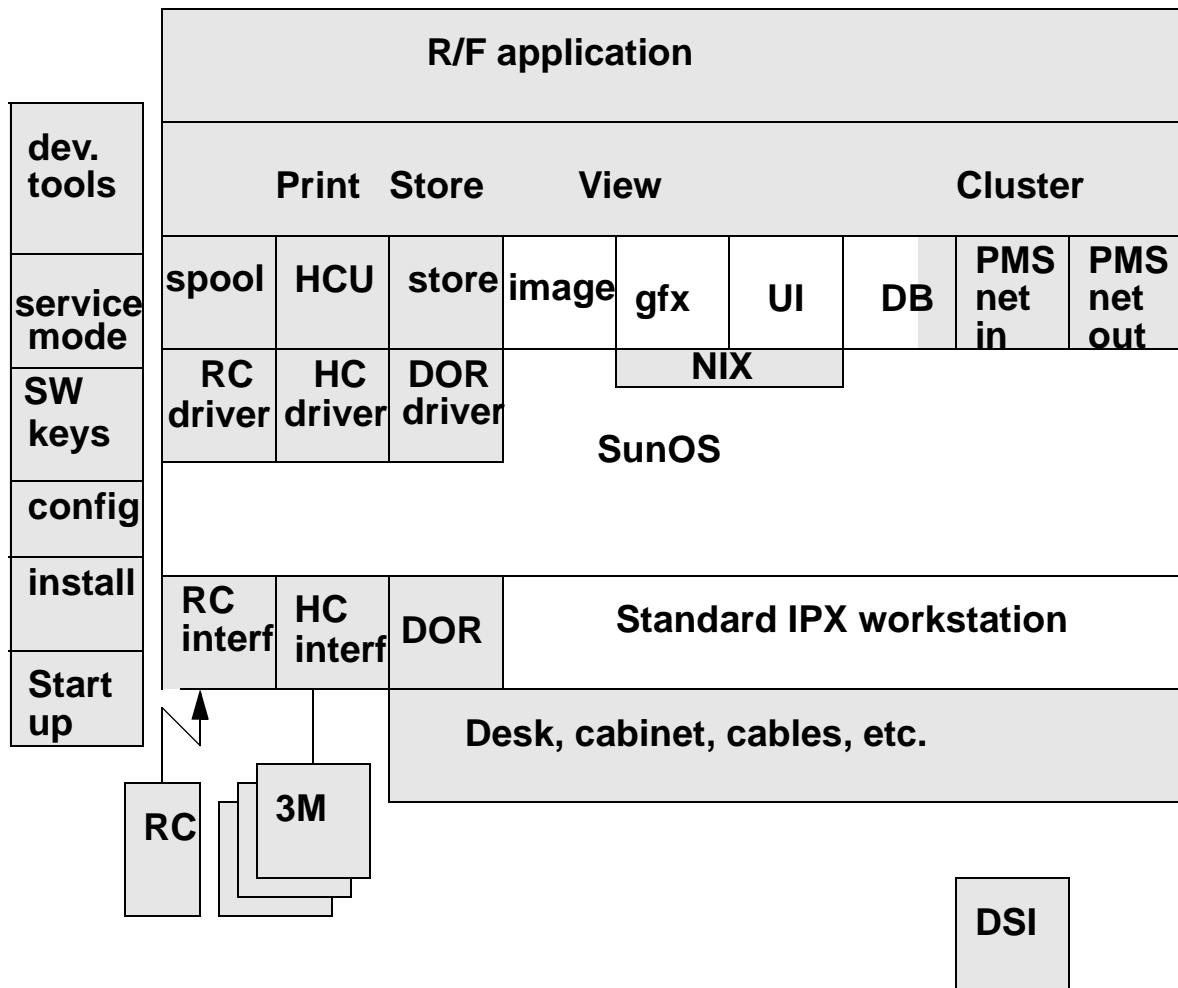 R/F application
dev.
tools
Print Store View Cluster
service
mode
spool
HCU
store
image
gfx
UI
DB
PMS
net
in
PMS
net
out
RC
driver
HC
driver
DOR
driver
NIX
SW
keys
SunOS
config
install
RC
interf
HC
interf
DOR
Standard IPX workstation
Start
up
Desk, cabinet, cables, etc.
RC
3M
DSI